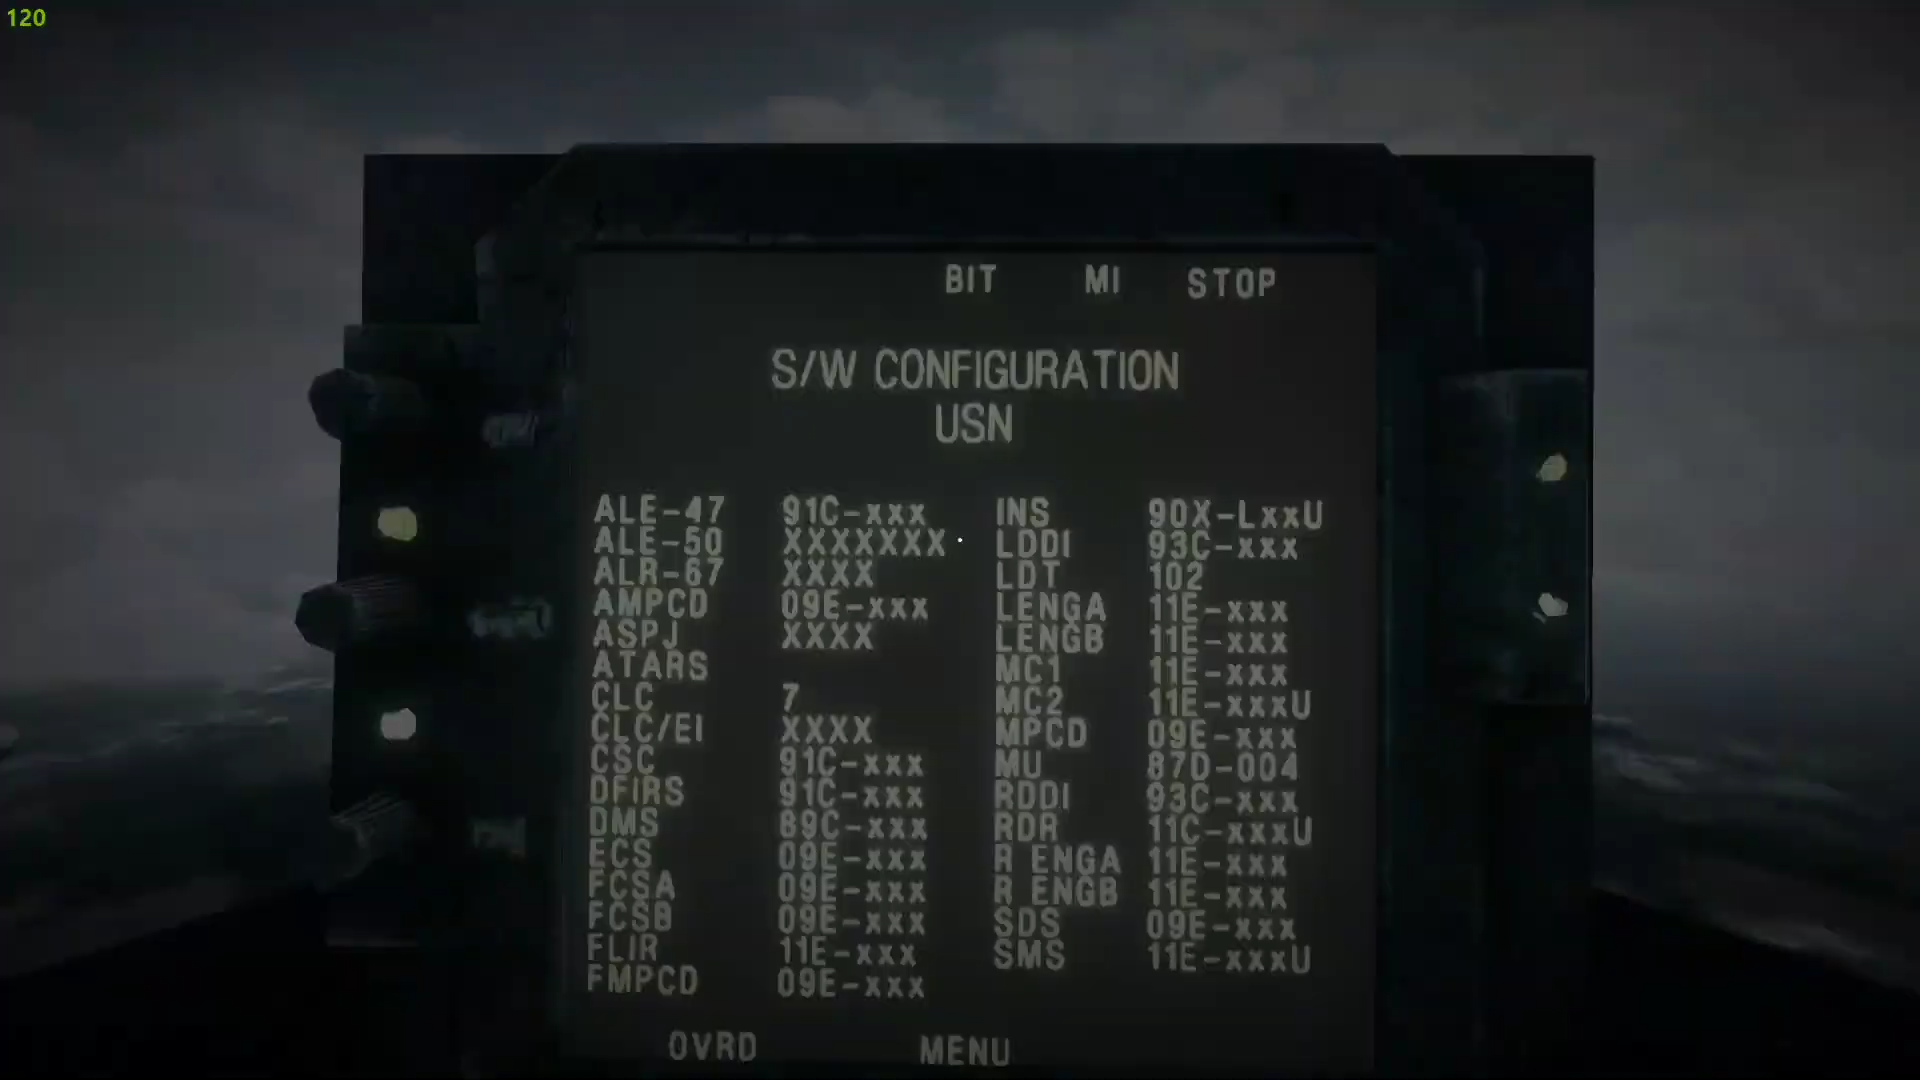 120
BIT MI STOP
S/W CONFIGURATION
USN
ALE-47 91C-xxx INS 90X-LxxU
ALE-50 XXXXXXX LDDI 93C-xxx
ALR-67 XXXX LDT 102
AMPCD 09E-xxx LENGA 11E-xxx
ASPJ XXXX LENGB 11E-xxx
ATARS MC1 11E-xxx
CLC 7 MC2 11E-xxxU
CLC/EI XXXX MPCD 09E-xxx
CSC 91C-xxx MU 87D-004
DFIRS 91C-xxx RDDI 93C-xxx
DMS 89C-xxx RDR 11C-xxxU
ECS 09E-xxx R ENGA 11E-xxx
FCSA 09E-xxx R ENGB 11E-xxx
FCSB 09E-xxx SDS 09E-xxx
FLIR 11E-xxx SMS 11E-xxxU
FMPCD 09E-xxx
OVRD MENU